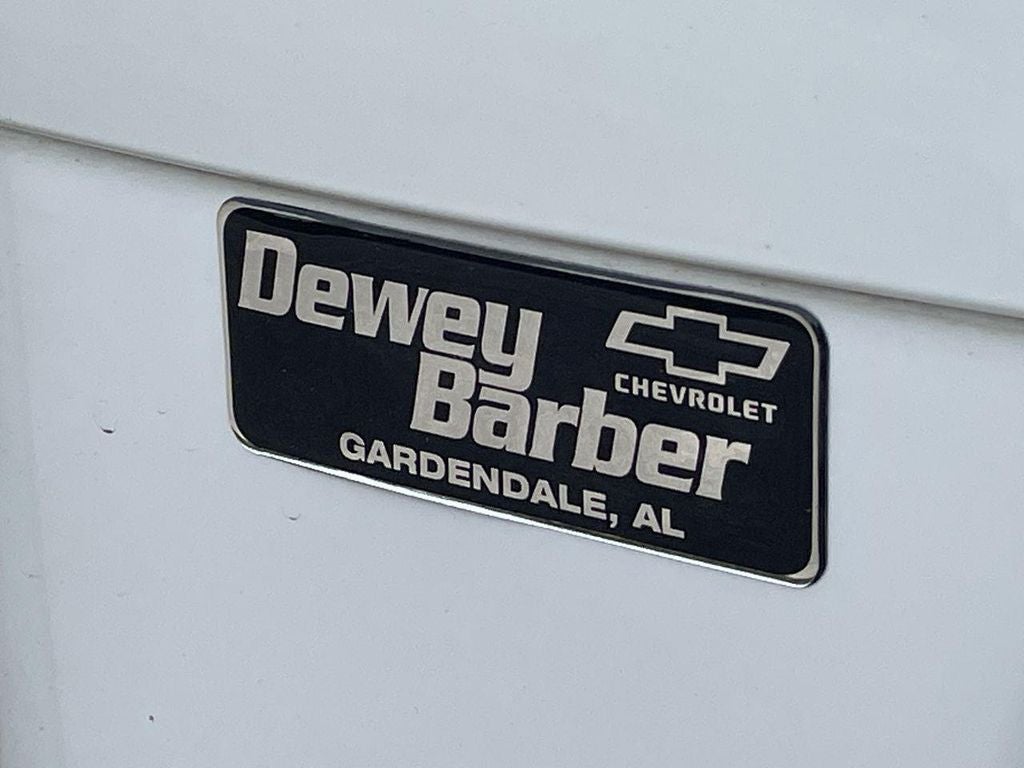 Dewey
Barber
CHEVROLET
GARDENDALE, AL